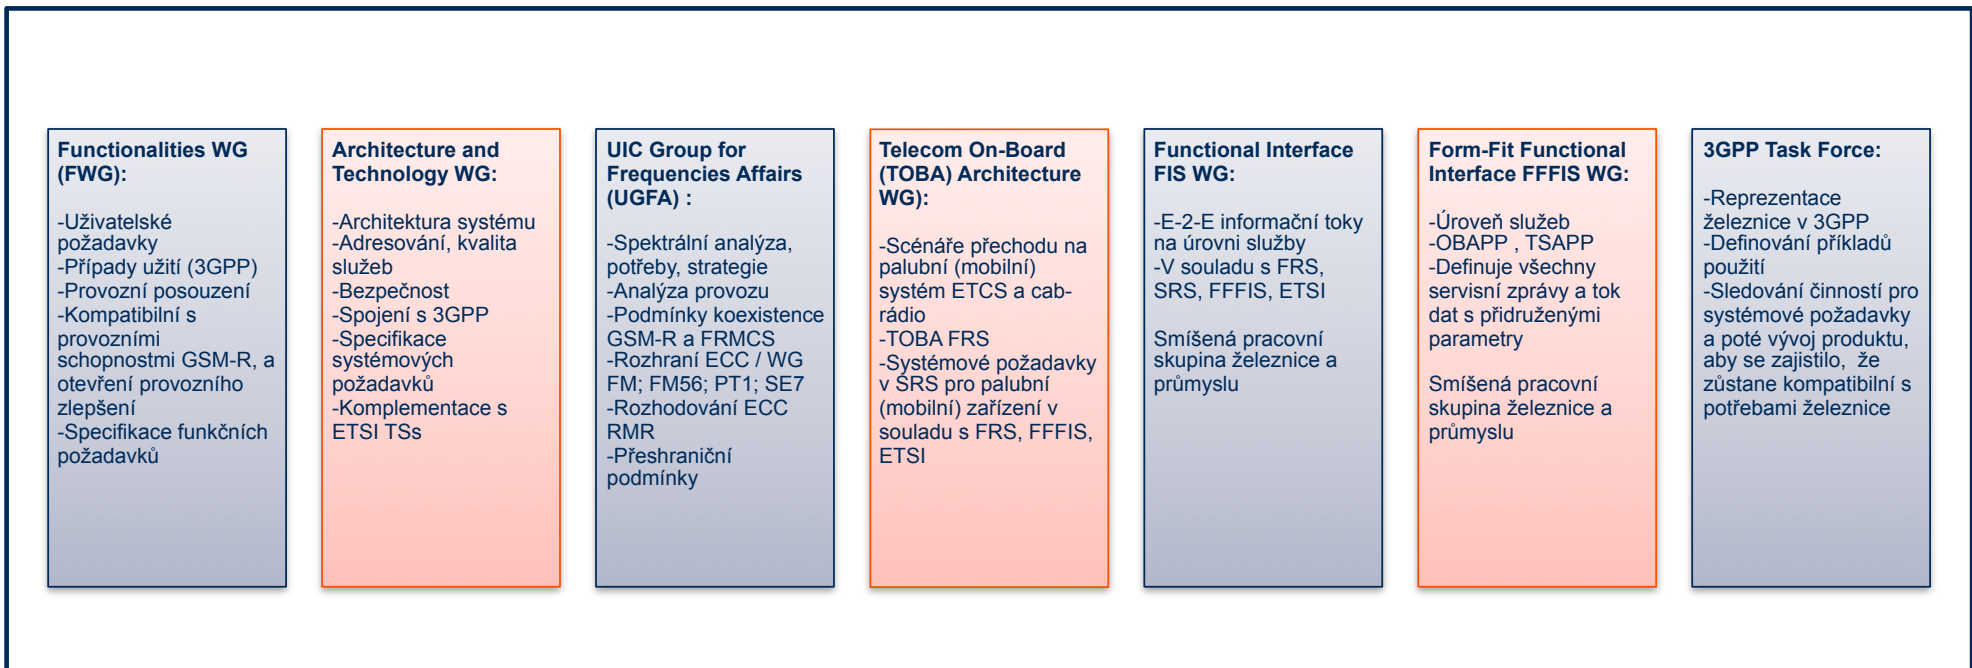 Functionalities WG
(FWG):
-Uživatelské
požadavky
-Případy užití (3GPP)
-Provozní posouzení
-Kompatibilní s
provozními
schopnostmi GSM-R, a
otevření provozního
zlepšení
-Specifikace funkčních
požadavků
Architecture and
Technology WG:
-Architektura systému
-Adresování, kvalita
služeb
-Bezpečnost
-Spojení s 3GPP
-Specifikace
systémových
požadavků
-Komplementace s
ETSI TSs
UIC Group for
Frequencies Affairs
(UGFA) :
-Spektrální analýza,
potřeby, strategie
-Analýza provozu
-Podmínky koexistence
GSM-R a FRMCS
-Rozhraní ECC / WG
FM; FM56; PT1; SE7
-Rozhodování ECC
RMR
-Přeshraniční
podmínky
Telecom On-Board
(TOBA) Architecture
WG):
-Scénáře přechodu na
palubní (mobilní)
systém ETCS a cab-
rádio
-TOBA FRS
-Systémové požadavky
v SRS pro palubní
(mobilní) zařízení v
souladu s FRS, FFFIS,
ETSI
Functional Interface
FIS WG:
-E-2-E informační toky
na úrovni služby
-V souladu s FRS,
SRS, FFFIS, ETSI
Smíšená pracovní
skupina železnice a
průmyslu
Form-Fit Functional
Interface FFFIS WG:
-Úroveň služeb
-OBAPP , TSAPP
-Definuje všechny
servisní zprávy a tok
dat s přidruženými
parametry
Smíšená pracovní
skupina železnice a
průmyslu
3GPP Task Force:
-Reprezentace
železnice v 3GPP
-Definování příkladů
použití
-Sledování činností pro
systémové požadavky
a poté vývoj produktu,
aby se zajistilo, že
zůstane kompatibilní s
potřebami železnice